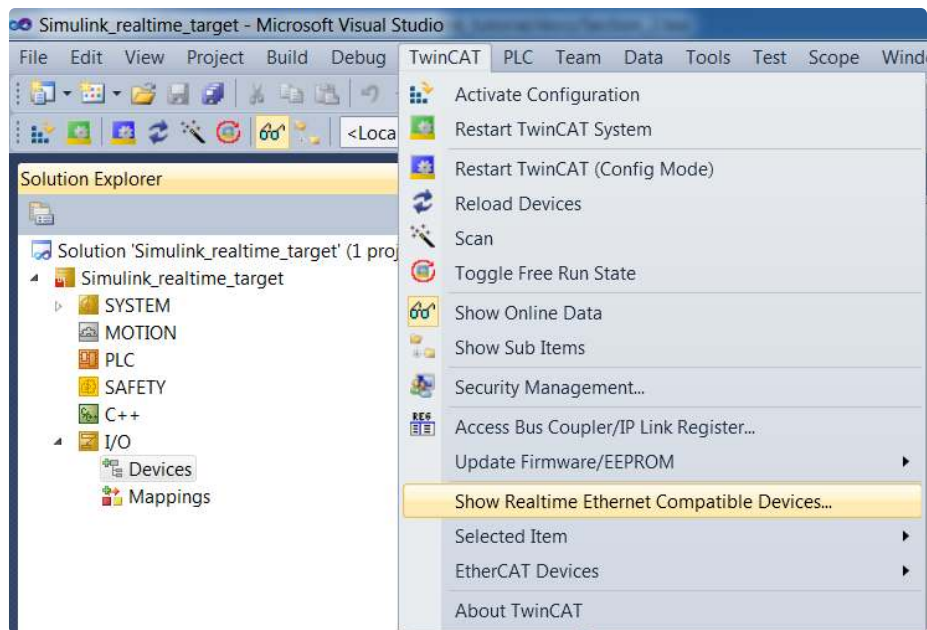 Simulink_realtime_target - Microsoft Visual Studio
File Edit View Project Build Debug TwinCAT PLC Team Data Tools Test Scope Wind
<Loca
Solution Explorer
Solution 'Simulink_realtime_target' (1 proj
Simulink_realtime_target
SYSTEM
MOTION
PLC
SAFETY
C++
I/O
Devices
Mappings
Activate Configuration
Restart TwinCAT System
Restart TwinCAT (Config Mode)
Reload Devices
Scan
Toggle Free Run State
Show Online Data
Show Sub Items
Security Management...
REG
Access Bus Coupler/IP Link Register...
Update Firmware/EEPROM
Show Realtime Ethernet Compatible Devices...
Selected Item
EtherCAT Devices
About TwinCAT